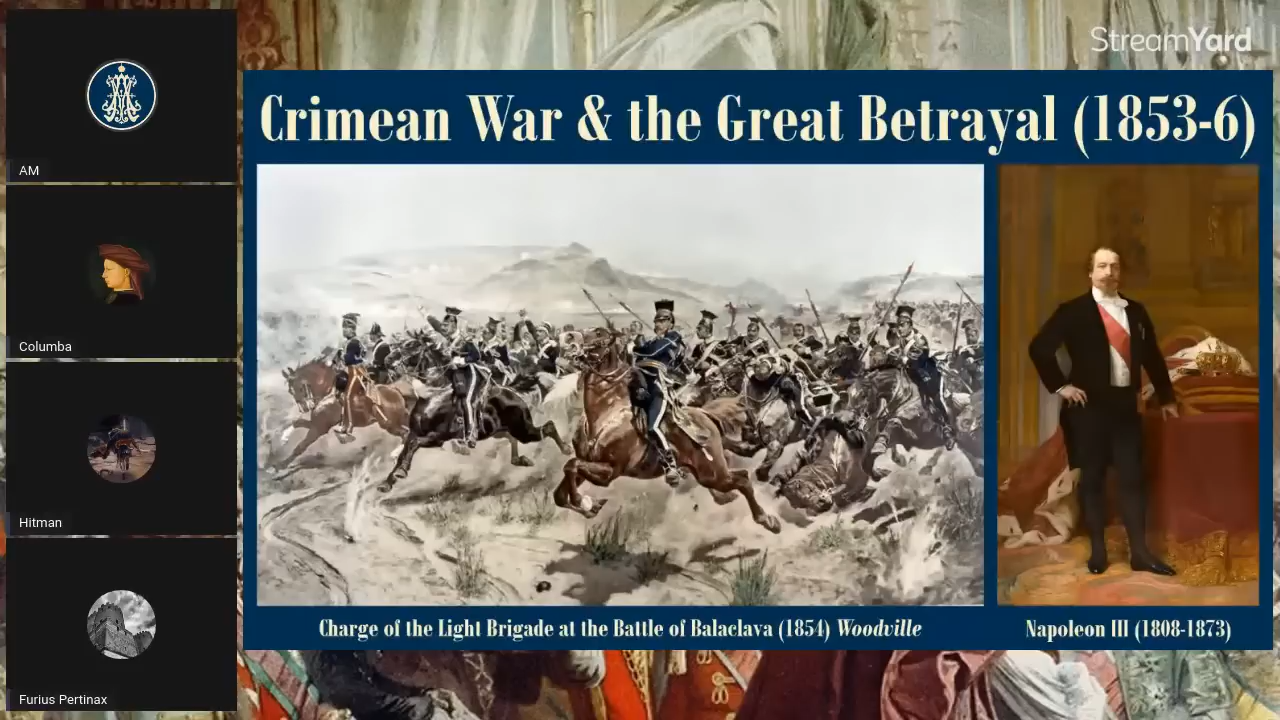 StreamYard
Crimean War & the Great Betrayal (1853-6)
AM
Columba
Hitman
Furius Pertinax
Charge of the Light Brigade at the Battle of Balaclava (1854) Woodville
Napoleon III (1808-1873)